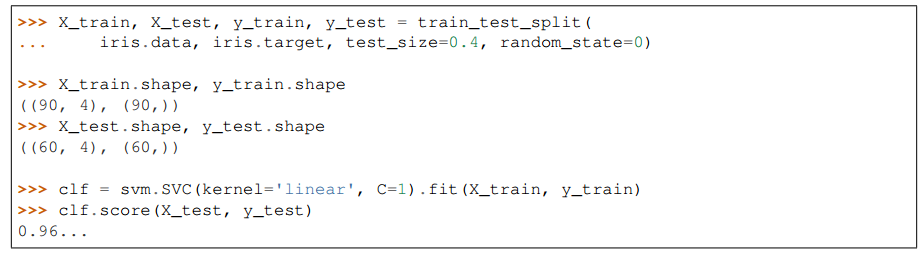 >>> X_train, X_test, y_train, y_test = train_test_split(
...     iris.data, iris.target, test_size=0.4, random_state=0)
>>> X_train.shape, y_train.shape
((90, 4), (90,))
>>> X_test.shape, y_test.shape
((60, 4), (60,))
>>> clf = svm.SVC(kernel='linear', C=1).fit(X_train, y_train)
>>> clf.score(X_test, y_test)
0.96...